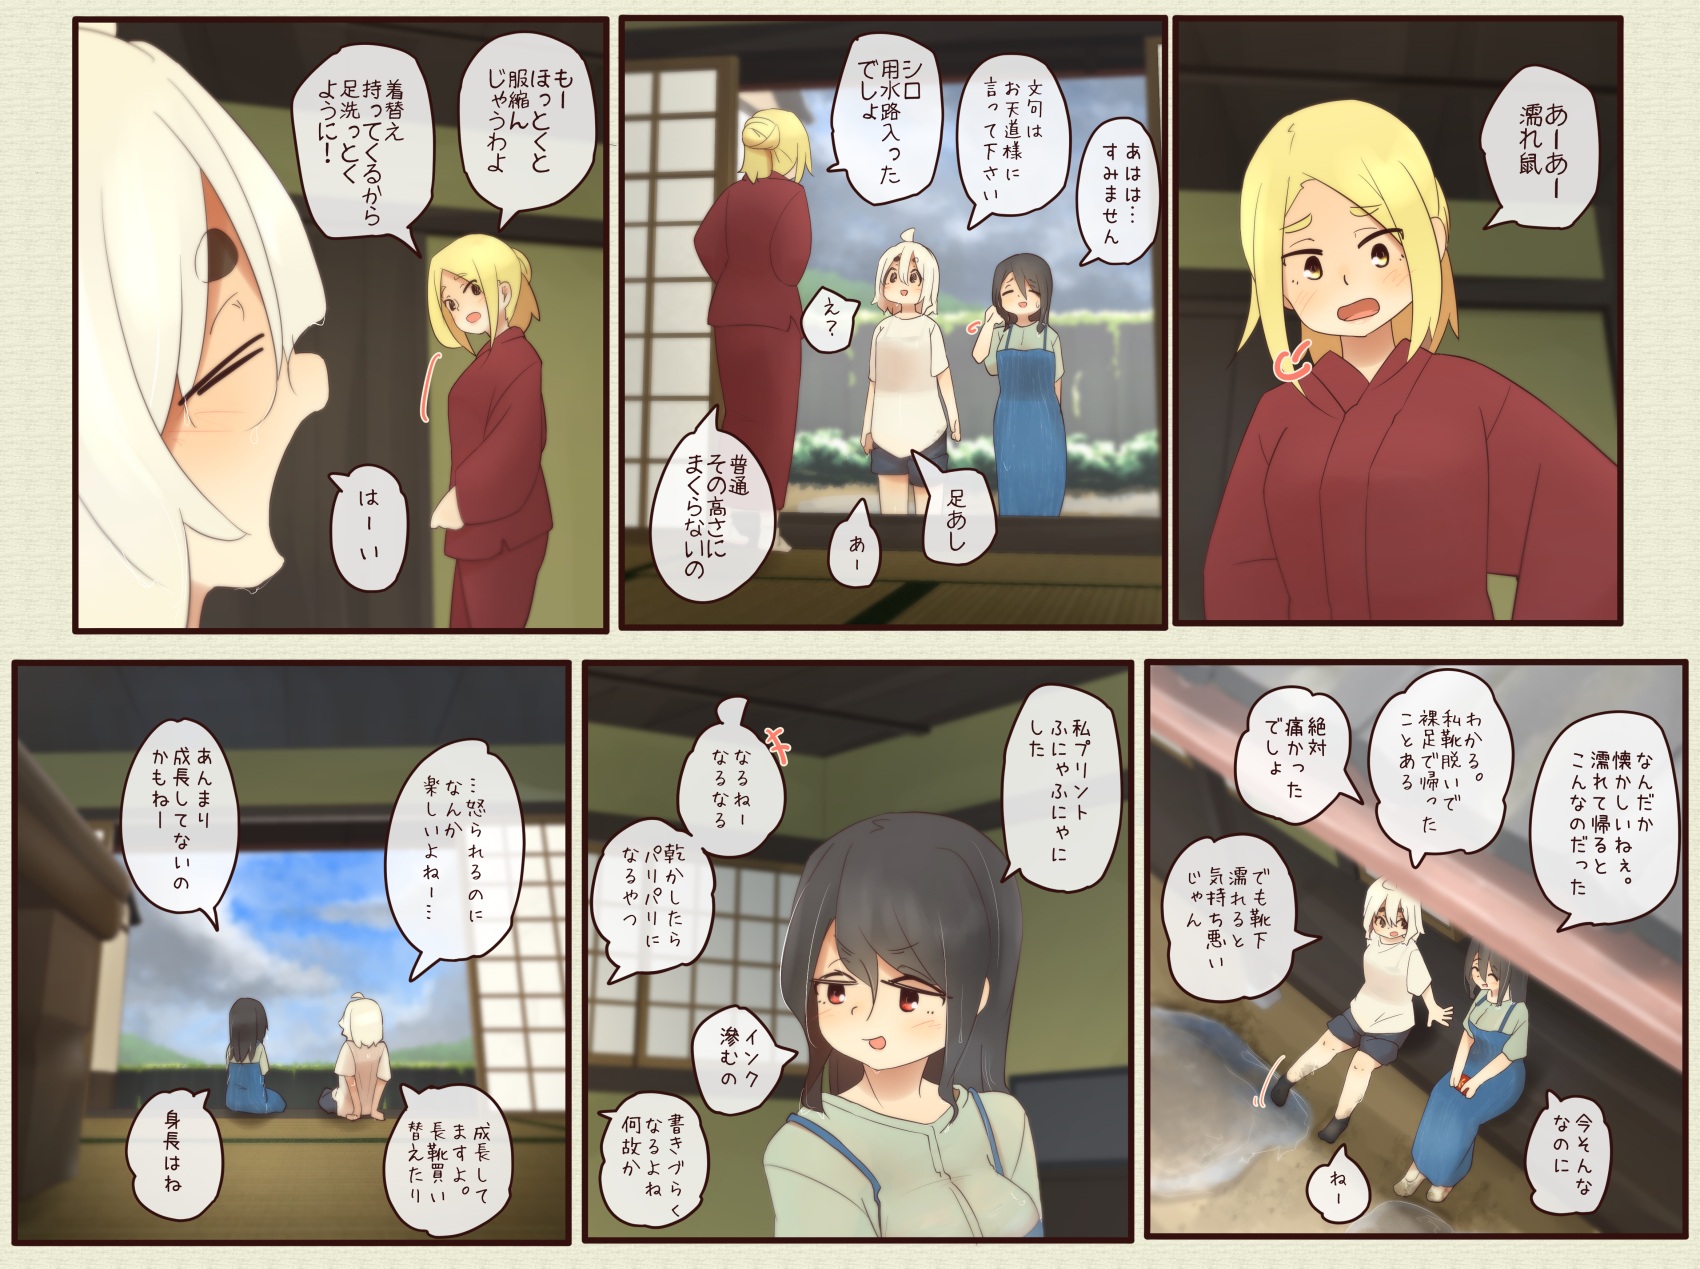 あーあー
濡れ鼠
あはは…
すみません
文句は
お天道様に
言って下さい
シロ
用水路入った
でしょ
え？
足あし
あー
普通
その高さに
まくらないの
もー
ほっとくと
服縮ん
じゃうわよ
着替え
持ってくるから
足洗っとく
ように！
はーい
なんだか
懐かしいねぇ。
濡れて帰ると
こんなのだった
わかる。
私靴脱いで
裸足で帰った
ことある
絶対
痛かった
でしょ
でも靴下
濡れると
気持ち悪い
じゃん
今そんな
なのに
ねー
私プリント
ふにゃふにゃに
した
なるねー
なるなる
乾かしたら
パリパリに
なるやつ
インク
滲むの
書きづらく
なるよね
何故か
…怒られるのに
なんか
楽しいよねー…
あんまり
成長してないの
かもねー
成長して
ますよ。
長靴買い
替えたり
身長はね